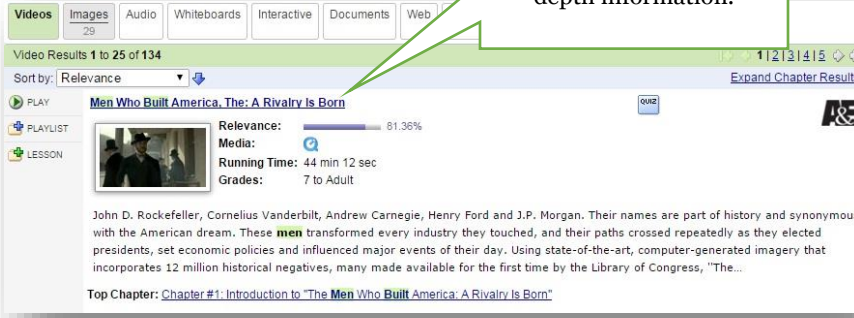 depth information.
Videos Images Audio Whiteboards Interactive Documents Web
29
Video Results 1 to 25 of 134 1|2|3|4|5
Sort by: Relevance Expand Chapter Result
PLAY Men Who Built America, The: A Rivalry Is Born QUIZ A&E
PLAYLIST Relevance: 81.36%
Media:
LESSON Running Time: 44 min 12 sec
Grades: 7 to Adult
John D. Rockefeller, Cornelius Vanderbilt, Andrew Carnegie, Henry Ford and J.P. Morgan. Their names are part of history and synonymou
with the American dream. These men transformed every industry they touched, and their paths crossed repeatedly as they elected
presidents, set economic policies and influenced major events of their day. Using state-of-the-art, computer-generated imagery that
incorporates 12 million historical negatives, many made available for the first time by the Library of Congress, "The...
Top Chapter: Chapter #1: Introduction to "The Men Who Built America: A Rivalry Is Born"